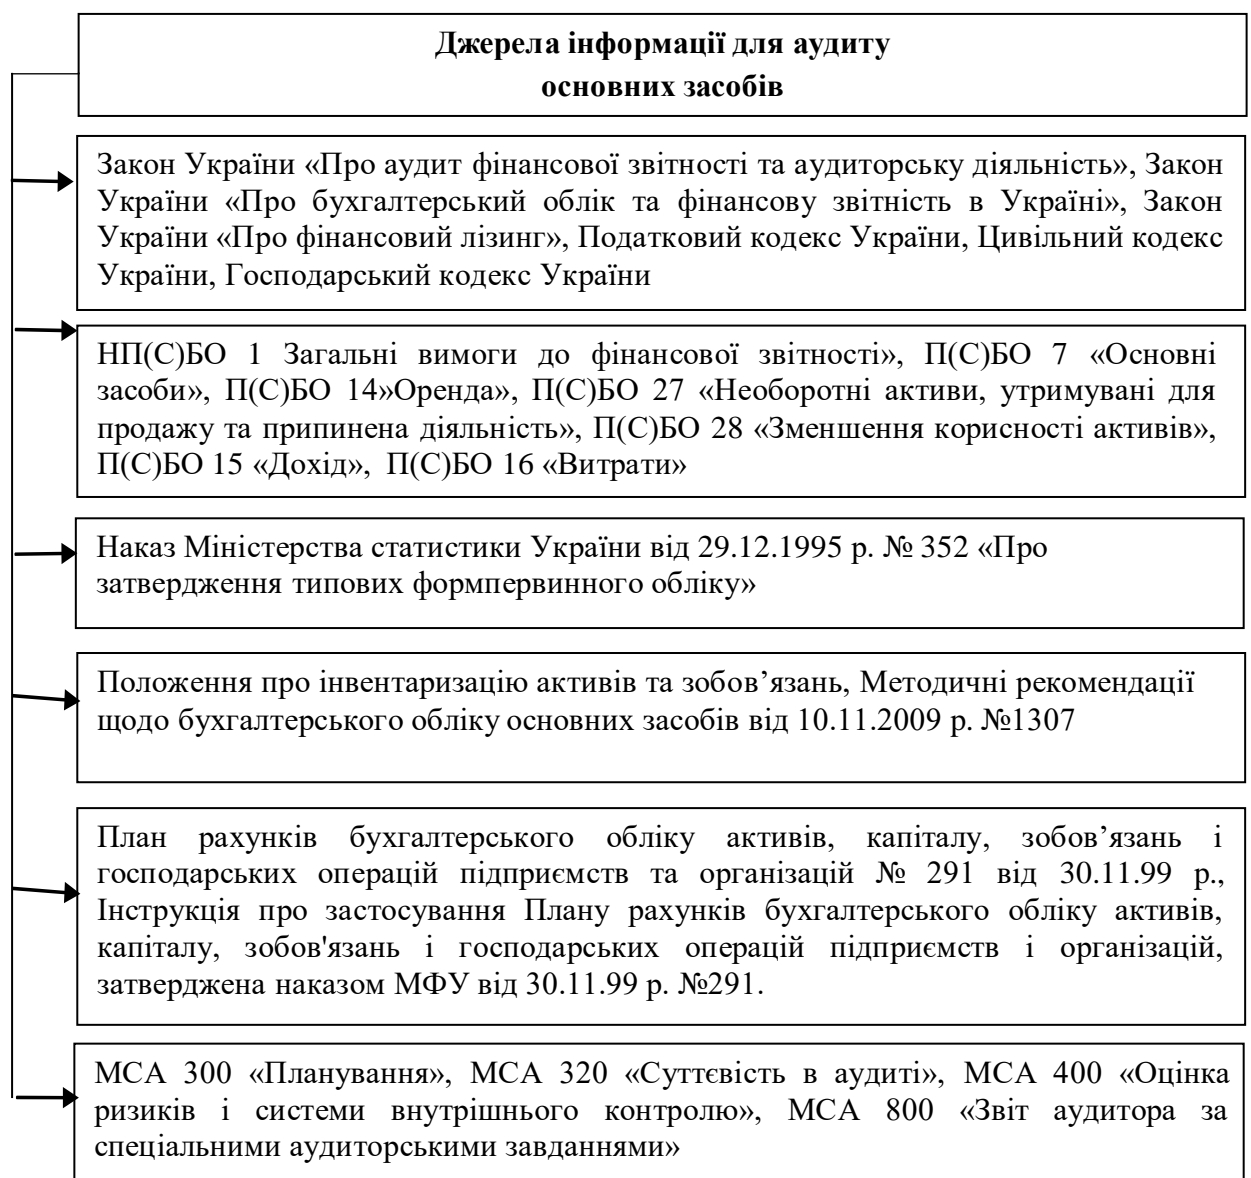 Джерела інформації для аудиту
основних засобів
Закон України «Про аудит фінансової звітності та аудиторську діяльність», Закон
України «Про бухгалтерський облік та фінансову звітність в Україні», Закон
України «Про фінансовий лізинг», Податковий кодекс України, Цивільний кодекс
України, Господарський кодекс України
НП(С)БО 1 Загальні вимоги до фінансової звітності», П(С)БО 7 «Основні
засоби», П(С)БО 14»Оренда», П(С)БО 27 «Необоротні активи, утримувані для
продажу та припинена діяльність», П(С)БО 28 «Зменшення корисності активів»,
П(С)БО 15 «Дохід», П(С)БО 16 «Витрати»
Наказ Міністерства статистики України від 29.12.1995 р. № 352 «Про
затвердження типових формпервинного обліку»
Положення про інвентаризацію активів та зобов’язань, Методичні рекомендації
щодо бухгалтерського обліку основних засобів від 10.11.2009 р. №1307
План рахунків бухгалтерського обліку активів, капіталу, зобов’язань і
господарських операцій підприємств та організацій № 291 від 30.11.99 р.,
Інструкція про застосування Плану рахунків бухгалтерського обліку активів,
капіталу, зобов'язань і господарських операцій підприємств і організацій,
затверджена наказом МФУ від 30.11.99 р. №291.
МСА 300 «Планування», МСА 320 «Суттєвість в аудиті», МСА 400 «Оцінка
ризиків і системи внутрішнього контролю», МСА 800 «Звіт аудитора за
спеціальними аудиторськими завданнями»